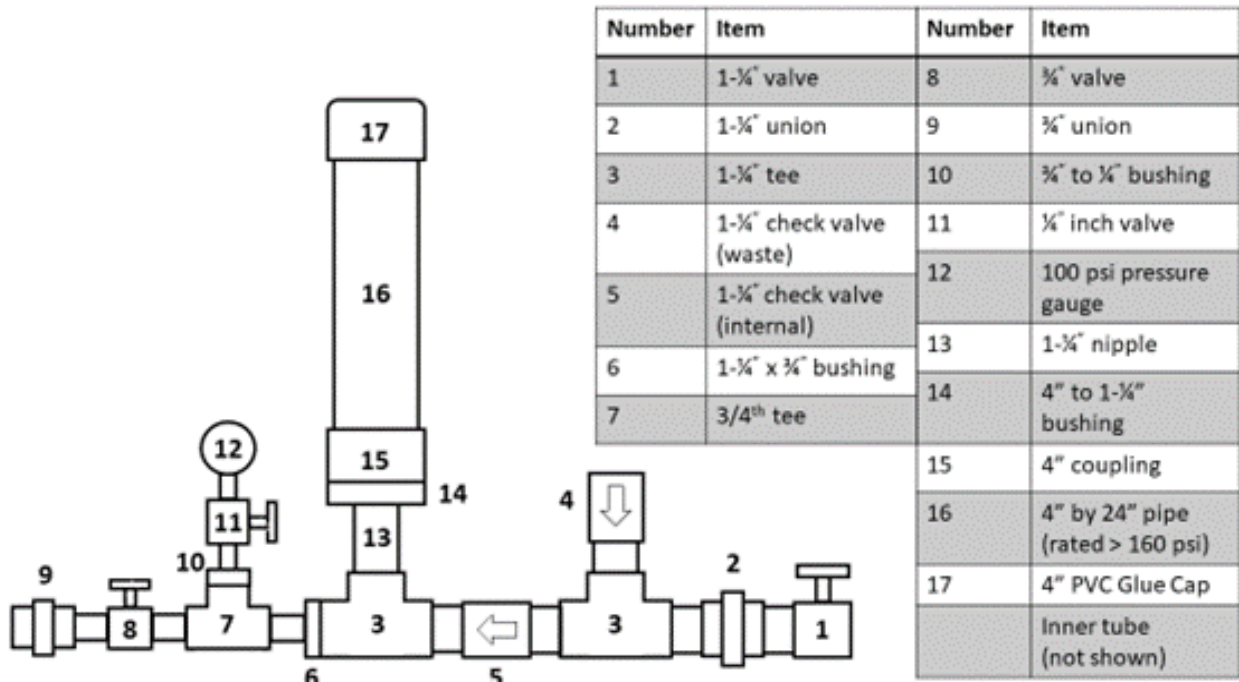 Number Item
1 1-¼" valve
2 1-¼" union
3 1-¼" tee
4 1-¼" check valve
(waste)
5 1-¼" check valve
(internal)
6 1-¼" x ¾" bushing
7 3/4th tee
Number Item
8 ¾" valve
9 ¾" union
10 ¾" to ¼" bushing
11 ¼" inch valve
12 100 psi pressure
gauge
13 1-¼" nipple
14 4" to 1-¼"
bushing
15 4" coupling
16 4" by 24" pipe
(rated > 160 psi)
17 4" PVC Glue Cap
Inner tube
(not shown)
17
16
12
15
14
4
11
13
10
9
2
8
7
3
3
1
6
5